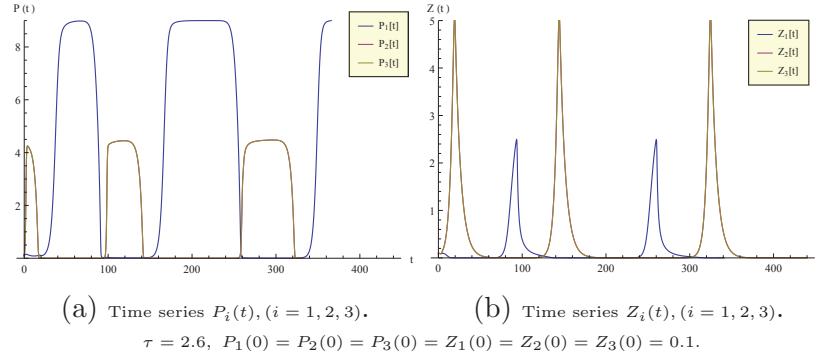 P(t)
8
6
4
2
0 100 200 300 400
t
P₁[t]
P₂[t]
P₃[t]
Z(t)
5
4
3
2
1
0 100 200 300 400
t
Z₁[t]
Z₂[t]
Z₃[t]
(a) Time series Pᵢ(t), (i = 1, 2, 3).
(b) Time series Zᵢ(t), (i = 1, 2, 3).
τ = 2.6, P₁(0) = P₂(0) = P₃(0) = Z₁(0) = Z₂(0) = Z₃(0) = 0.1.